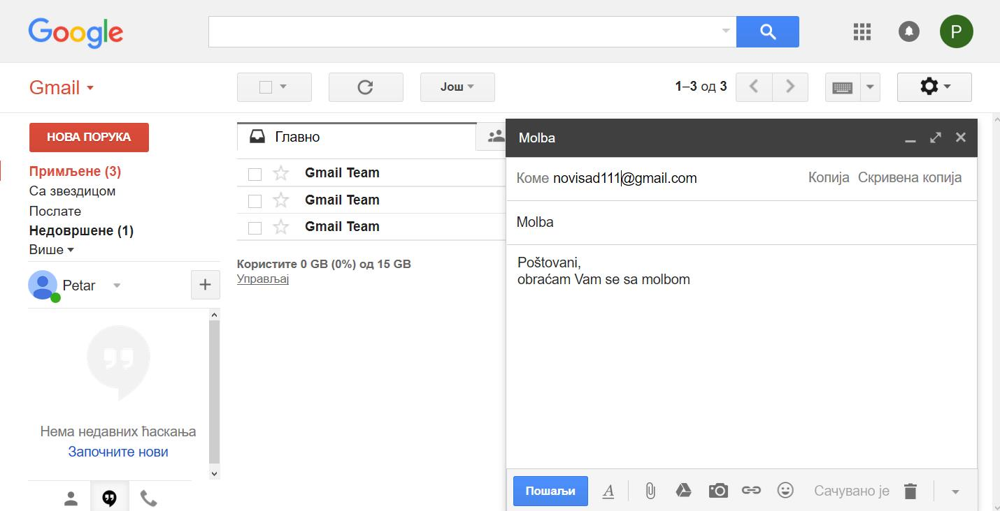 Google
P
Gmail
Још
1–3 од 3
НОВА ПОРУКА
Примљене (3)
Са звездицом
Послате
Недовршене (1)
Више
Petar
Нема недавних ћаскања
Започните нови
Главно
Gmail Team
Gmail Team
Gmail Team
Користите 0 GB (0%) од 15 GB
Управљај
Molba
Коме novisad111@gmail.com Копија Скривена копија
Molba
Poštovani,
obraćam Vam se sa molbom
Пошаљи A Сачувано је